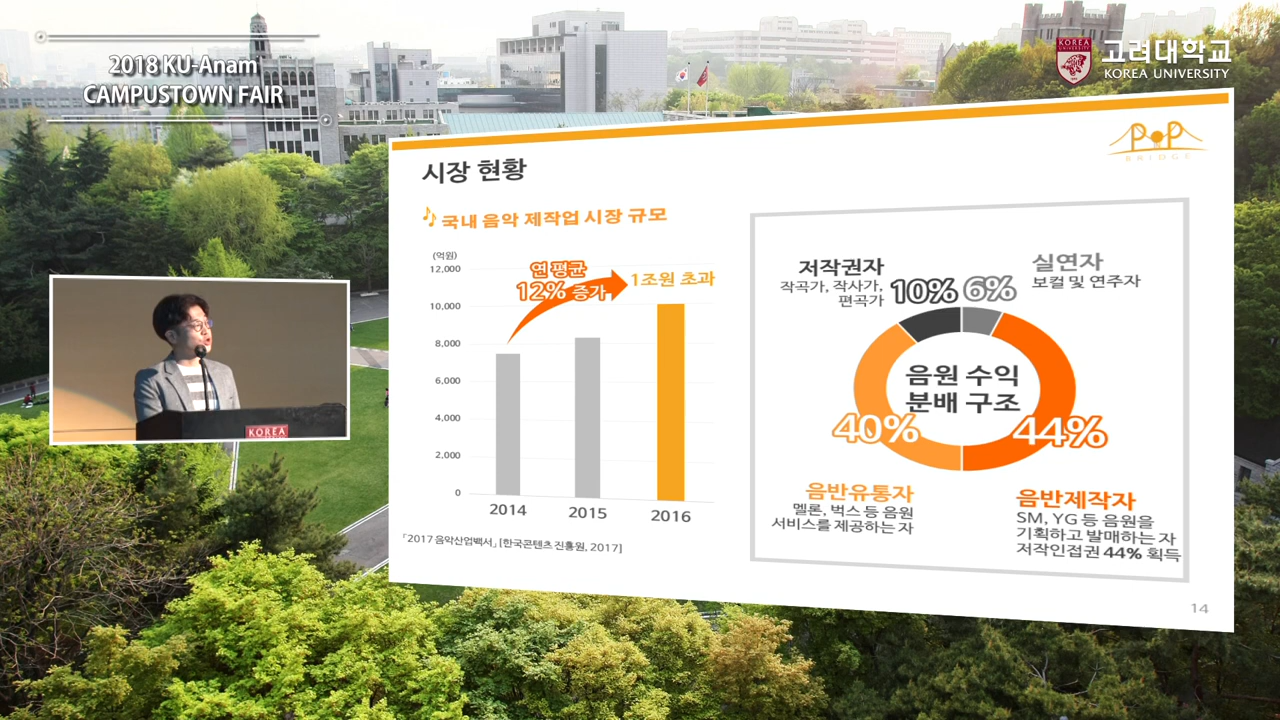 2018 KU-Anam
CAMPUSTOWN FAIR
KOREA
고려대학교
KOREA UNIVERSITY
POP
BRIDGE
시장 현황
국내 음악 제작업 시장 규모
(억원)
12,000
10,000
8,000
6,000
4,000
2,000
0
연 평균
12% 증가
1조원 초과
2014
2015
2016
「2017 음악산업백서」 [한국콘텐츠 진흥원, 2017]
저작권자
작곡가, 작사가,
편곡가
10%
6%
실연자
보컬 및 연주자
음원 수익
분배 구조
40%
44%
음반유통자
멜론, 벅스 등 음원
서비스를 제공하는 자
음반제작자
SM, YG 등 음원을
기획하고 발매하는 자
저작인접권 44% 획득
14
KOREA